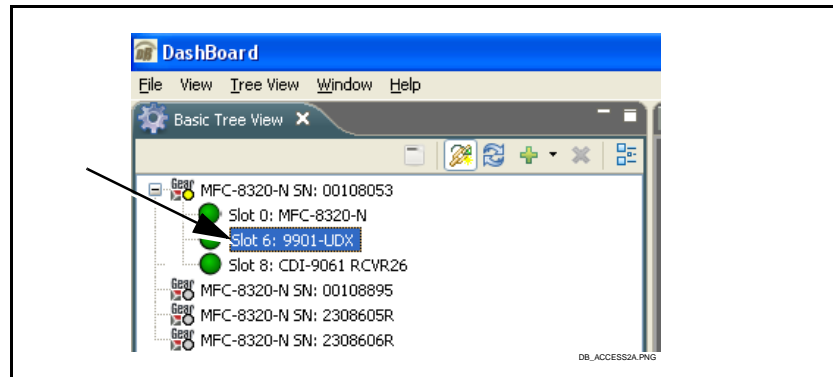 DashBoard
File View Tree View Window Help
Basic Tree View
MFC-8320-N SN: 00108053
Slot 0: MFC-8320-N
Slot 6: 9901-UDX
Slot 8: CDI-9061 RCVR26
MFC-8320-N SN: 00108895
MFC-8320-N SN: 2308605R
MFC-8320-N SN: 2308606R
DB_ACCESS2A.PNG